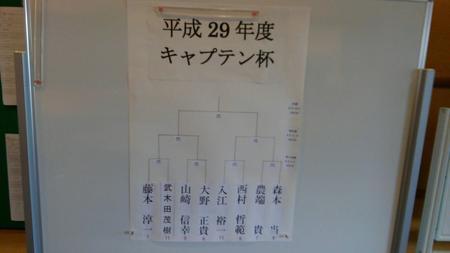 平成29年度
キャプテン杯
藤本 淳一
武木田茂樹
山崎 信幸
大野 正貴
入江 裕一
西村 哲範
農端 貴
森本 当